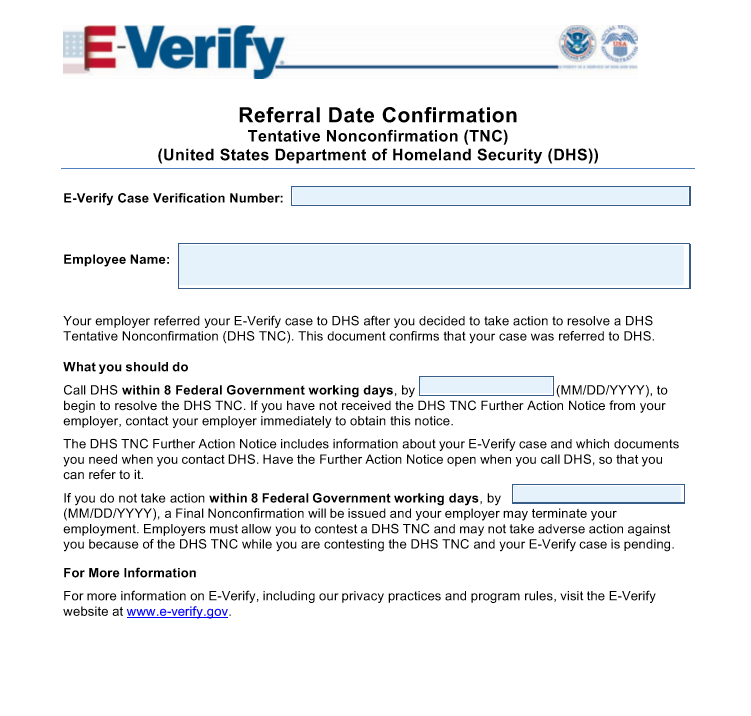 E-Verify
Referral Date Confirmation
Tentative Nonconfirmation (TNC)
(United States Department of Homeland Security (DHS))
E-Verify Case Verification Number:
Employee Name:
Your employer referred your E-Verify case to DHS after you decided to take action to resolve a DHS
Tentative Nonconfirmation (DHS TNC). This document confirms that your case was referred to DHS.
What you should do
Call DHS within 8 Federal Government working days, by (MM/DD/YYYY), to
begin to resolve the DHS TNC. If you have not received the DHS TNC Further Action Notice from your
employer, contact your employer immediately to obtain this notice.
The DHS TNC Further Action Notice includes information about your E-Verify case and which documents
you need when you contact DHS. Have the Further Action Notice open when you call DHS, so that you
can refer to it.
If you do not take action within 8 Federal Government working days, by
(MM/DD/YYYY), a Final Nonconfirmation will be issued and your employer may terminate your
employment. Employers must allow you to contest a DHS TNC and may not take adverse action against
you because of the DHS TNC while you are contesting the DHS TNC and your E-Verify case is pending.
For More Information
For more information on E-Verify, including our privacy practices and program rules, visit the E-Verify
website at www.e-verify.gov.